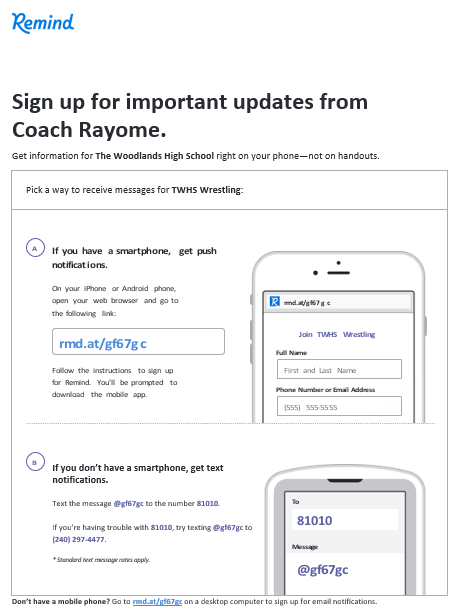 Remind
Sign up for important updates from
Coach Rayome.
Get information for The Woodlands High School right on your phone—not on handouts.
Pick a way to receive messages for TWHS Wrestling:
A
If you have a smartphone, get push
notifications.
On your iPhone or Android phone,
open your web browser and go to
the following link:
rmd.at/gf67g c
Follow the instructions to sign up
for Remind. You'll be prompted to
download the mobile app.
rmd.at/gf67g c
Join TWHS Wrestling
Full Name
First and Last Name
Phone Number or Email Address
(555) 555-5555
B
If you don't have a smartphone, get text
notifications.
Text the message @gf67gc to the number 81010.
If you're having trouble with 81010, try texting @gf67gc to
(240) 297-4477.
* Standard text message rates apply.
To
81010
Message
@gf67gc
Don't have a mobile phone? Go to rmd.at/gf67gc on a desktop computer to sign up for email notifications.